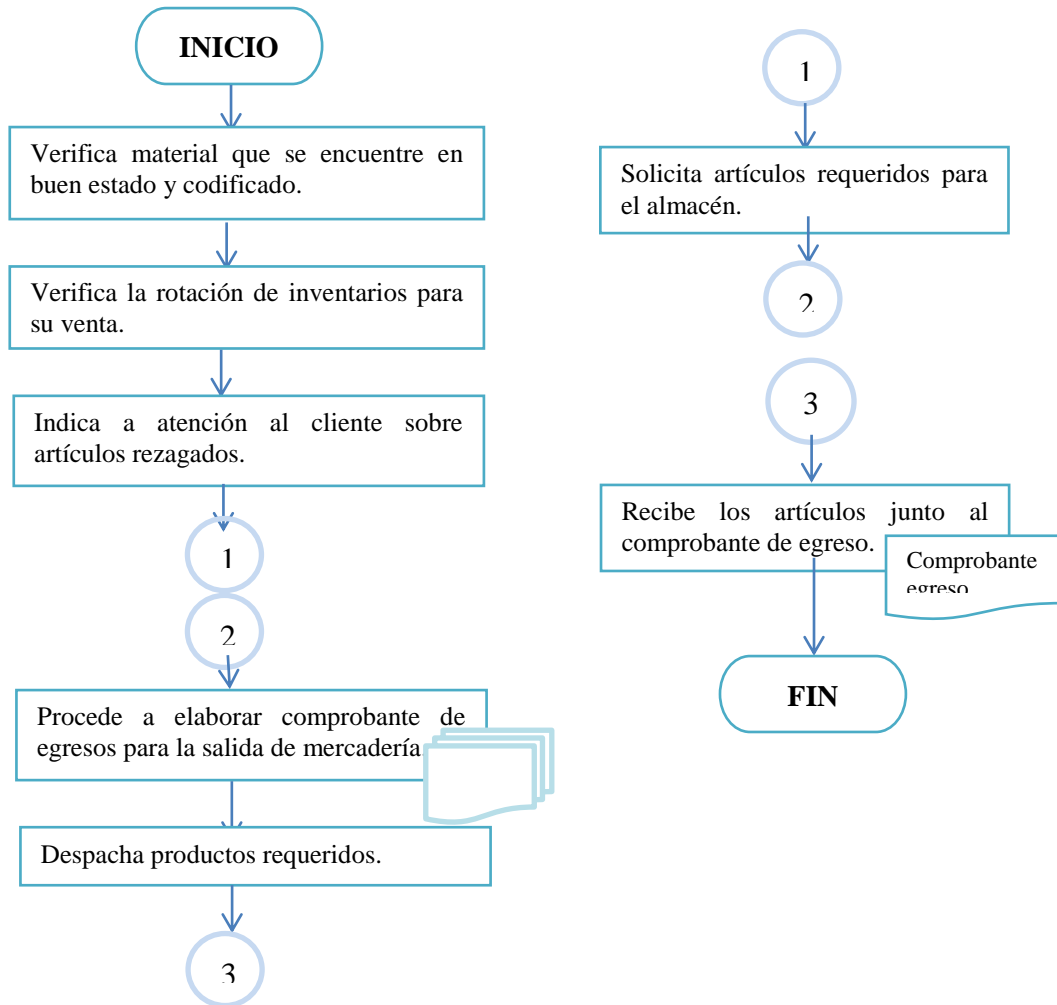 INICIO
Verifica material que se encuentre en
buen estado y codificado.
Verifica la rotación de inventarios para
su venta.
Indica a atención al cliente sobre
artículos rezagados.
1
2
Procede a elaborar comprobante de
egresos para la salida de mercadería.
Despacha productos requeridos.
3
1
Solicita artículos requeridos para
el almacén.
2
3
Recibe los artículos junto al
comprobante de egreso.
Comprobante
egreso
FIN